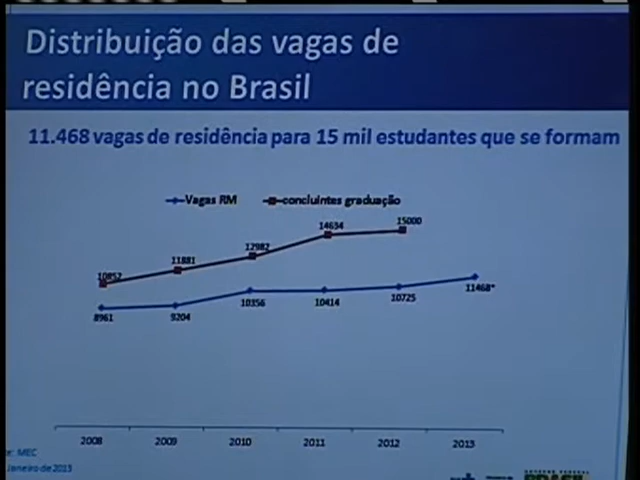 Distribuição das vagas de
residência no Brasil
11.468 vagas de residência para 15 mil estudantes que se formam
Vagas RM concluintes graduação
10852 11881 12982 14634 15000
8961 9204 10356 10414 10725 11468*
2008 2009 2010 2011 2012 2013
e: MEC
Janeiro de 2013
BRASIL